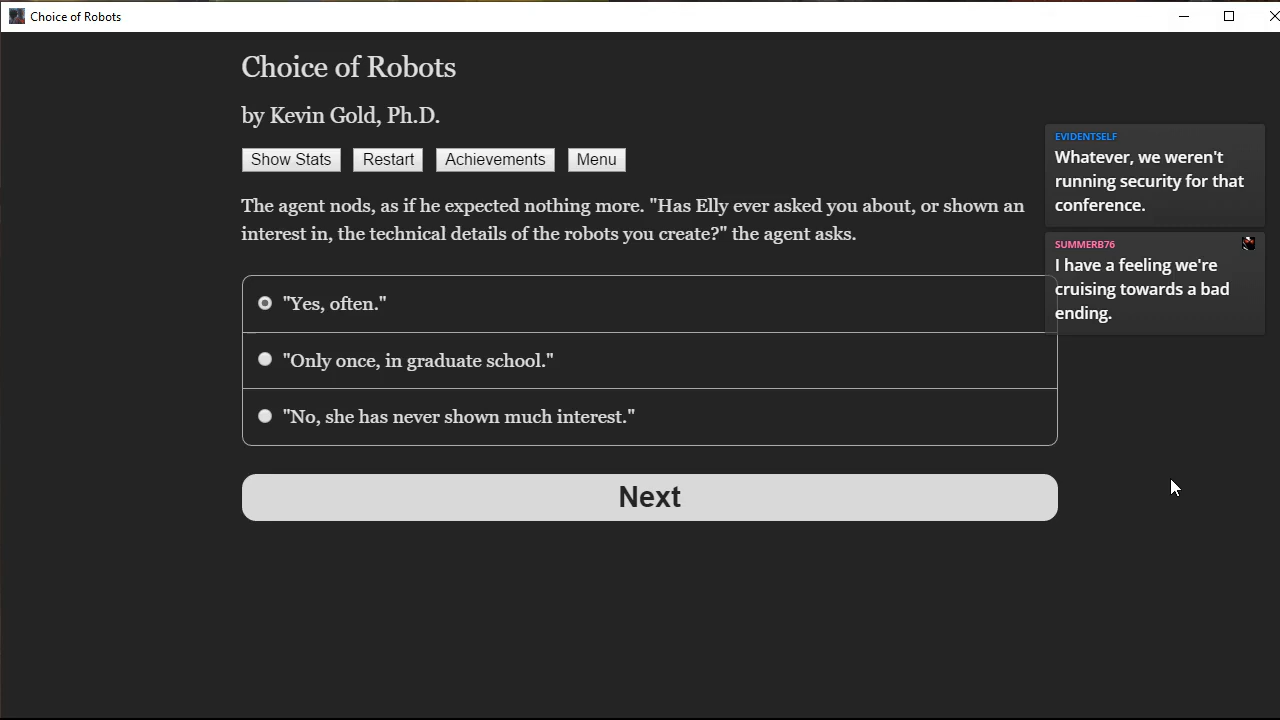 Choice of Robots
Choice of Robots
by Kevin Gold, Ph.D.
Show Stats Restart Achievements Menu
The agent nods, as if he expected nothing more. "Has Elly ever asked you about, or shown an
interest in, the technical details of the robots you create?" the agent asks.
"Yes, often."
"Only once, in graduate school."
"No, she has never shown much interest."
Next
EVIDENTSELF
Whatever, we weren't
running security for that
conference.
SUMMERB76
I have a feeling we're
cruising towards a bad
ending.